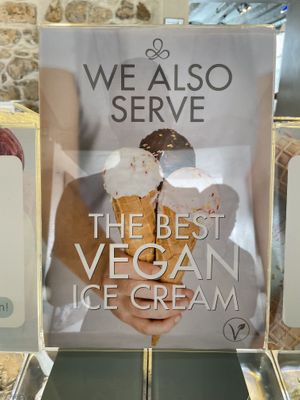 WE ALSO
SERVE
THE BEST
VEGAN
ICE CREAM